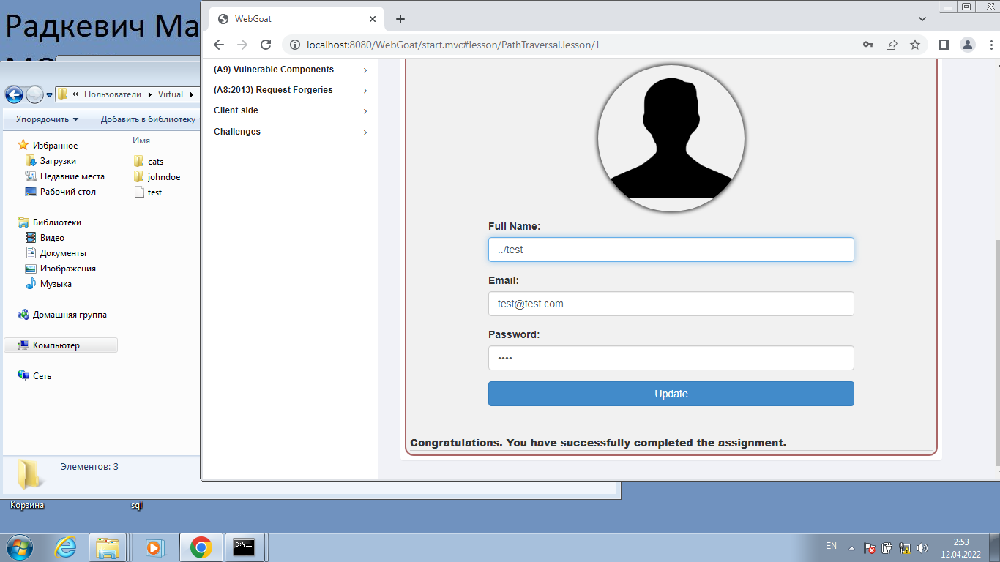 Радкевич Ма
WebGoat
localhost:8080/WebGoat/start.mvc#lesson/PathTraversal.lesson/1
« Пользователи Virtual
Упорядочить Добавить в библиотеку
Избранное
Загрузки
Недавние места
Рабочий стол
Библиотеки
Видео
Документы
Изображения
Музыка
Домашняя группа
Компьютер
Сеть
Имя
cats
johndoe
test
Элементов: 3
(A9) Vulnerable Components
(A8:2013) Request Forgeries
Client side
Challenges
Full Name:
../test
Email:
test@test.com
Password:
••••
Update
Congratulations. You have successfully completed the assignment.
Корзина
sql
EN
2:53
12.04.2022